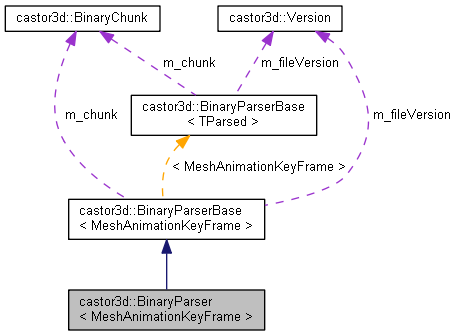 castor3d::BinaryChunk
castor3d::Version
m_chunk
m_fileVersion
castor3d::BinaryParserBase
< TParsed >
m_chunk
m_fileVersion
< MeshAnimationKeyFrame >
castor3d::BinaryParserBase
< MeshAnimationKeyFrame >
castor3d::BinaryParser
< MeshAnimationKeyFrame >